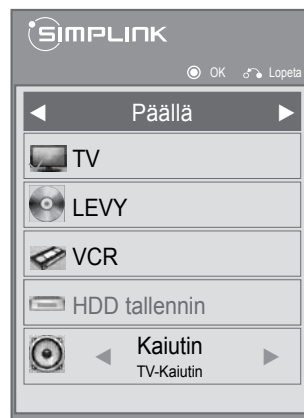 SIMPLINK
OK Lopeta
Päällä
TV
LEVY
VCR
HDD tallennin
Kaiutin
TV-Kaiutin